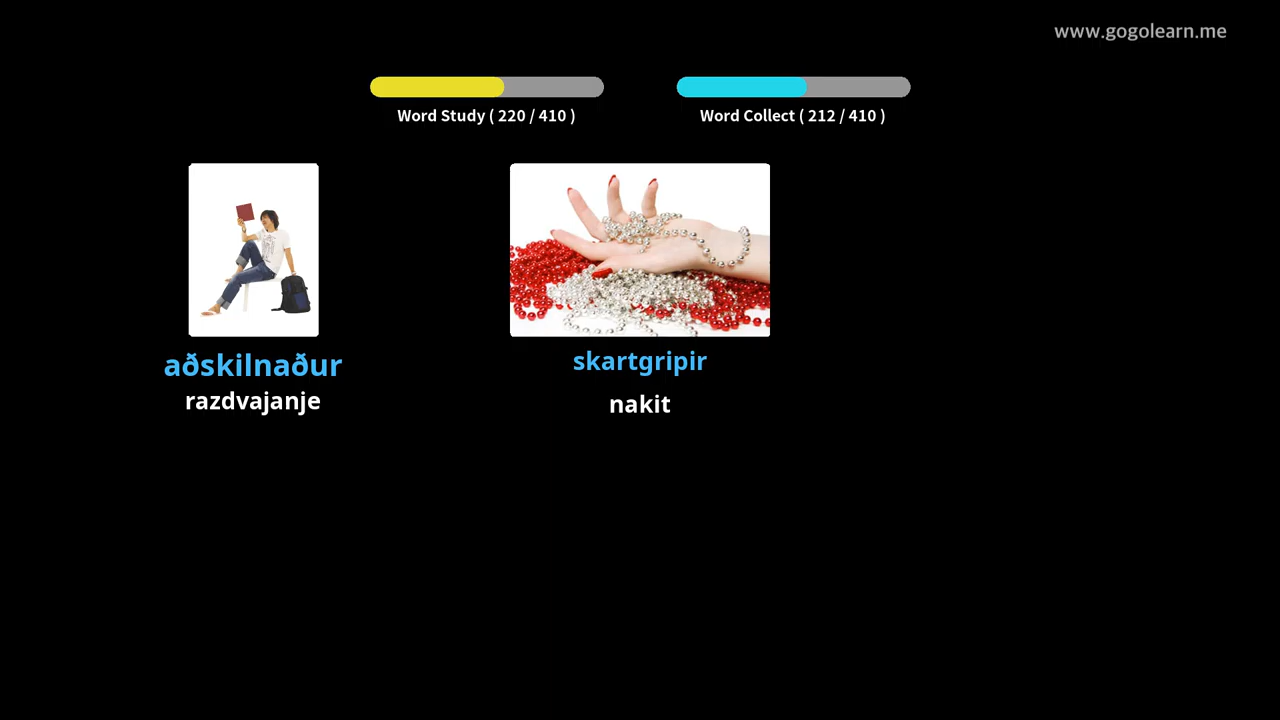 www.gogolearn.me
Word Study ( 220 / 410 )
Word Collect ( 212 / 410 )
aðskilnaður
razdvajanje
skartgripir
nakit